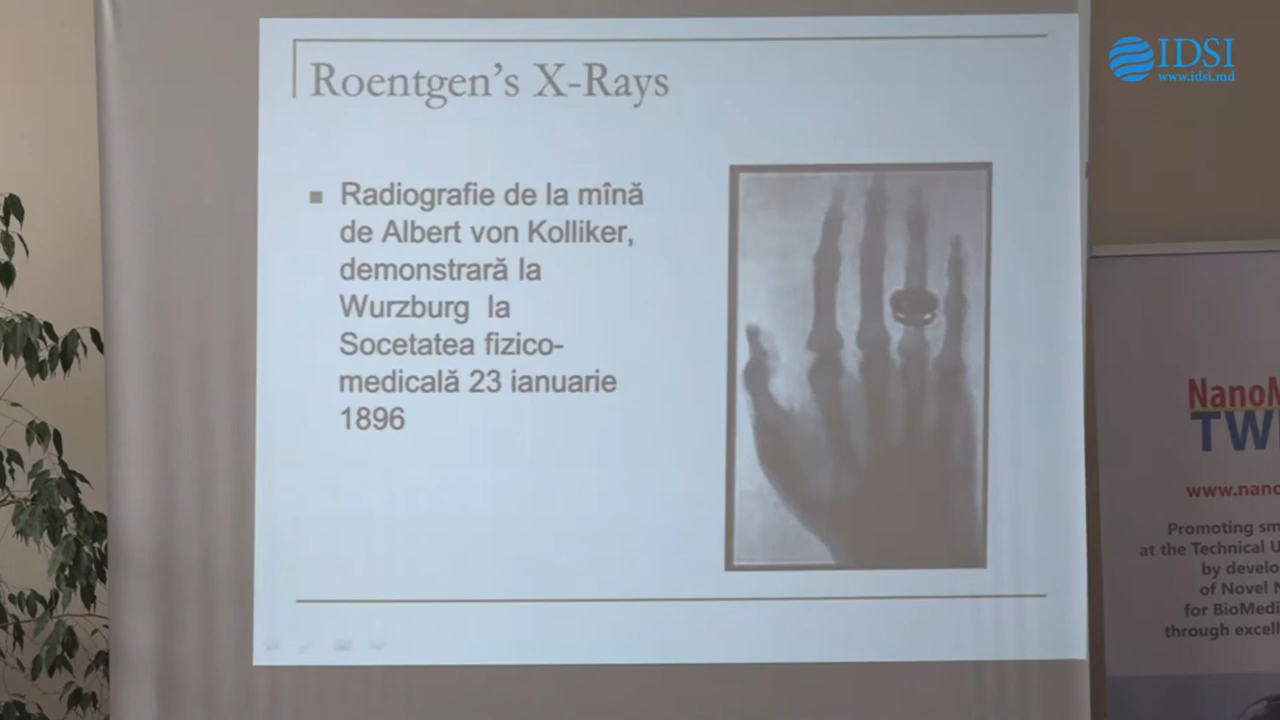 Roentgen's X-Rays
Radiografie de la mînă
de Albert von Kolliker,
demonstrară la
Wurzburg la
Socetatea fizico-
medicală 23 ianuarie
1896
IDSI
www.idsi.md
NanoM
TW
www.nano
Promoting sm
at the Technical U
by develo
of Novel N
for BioMedi
through excell